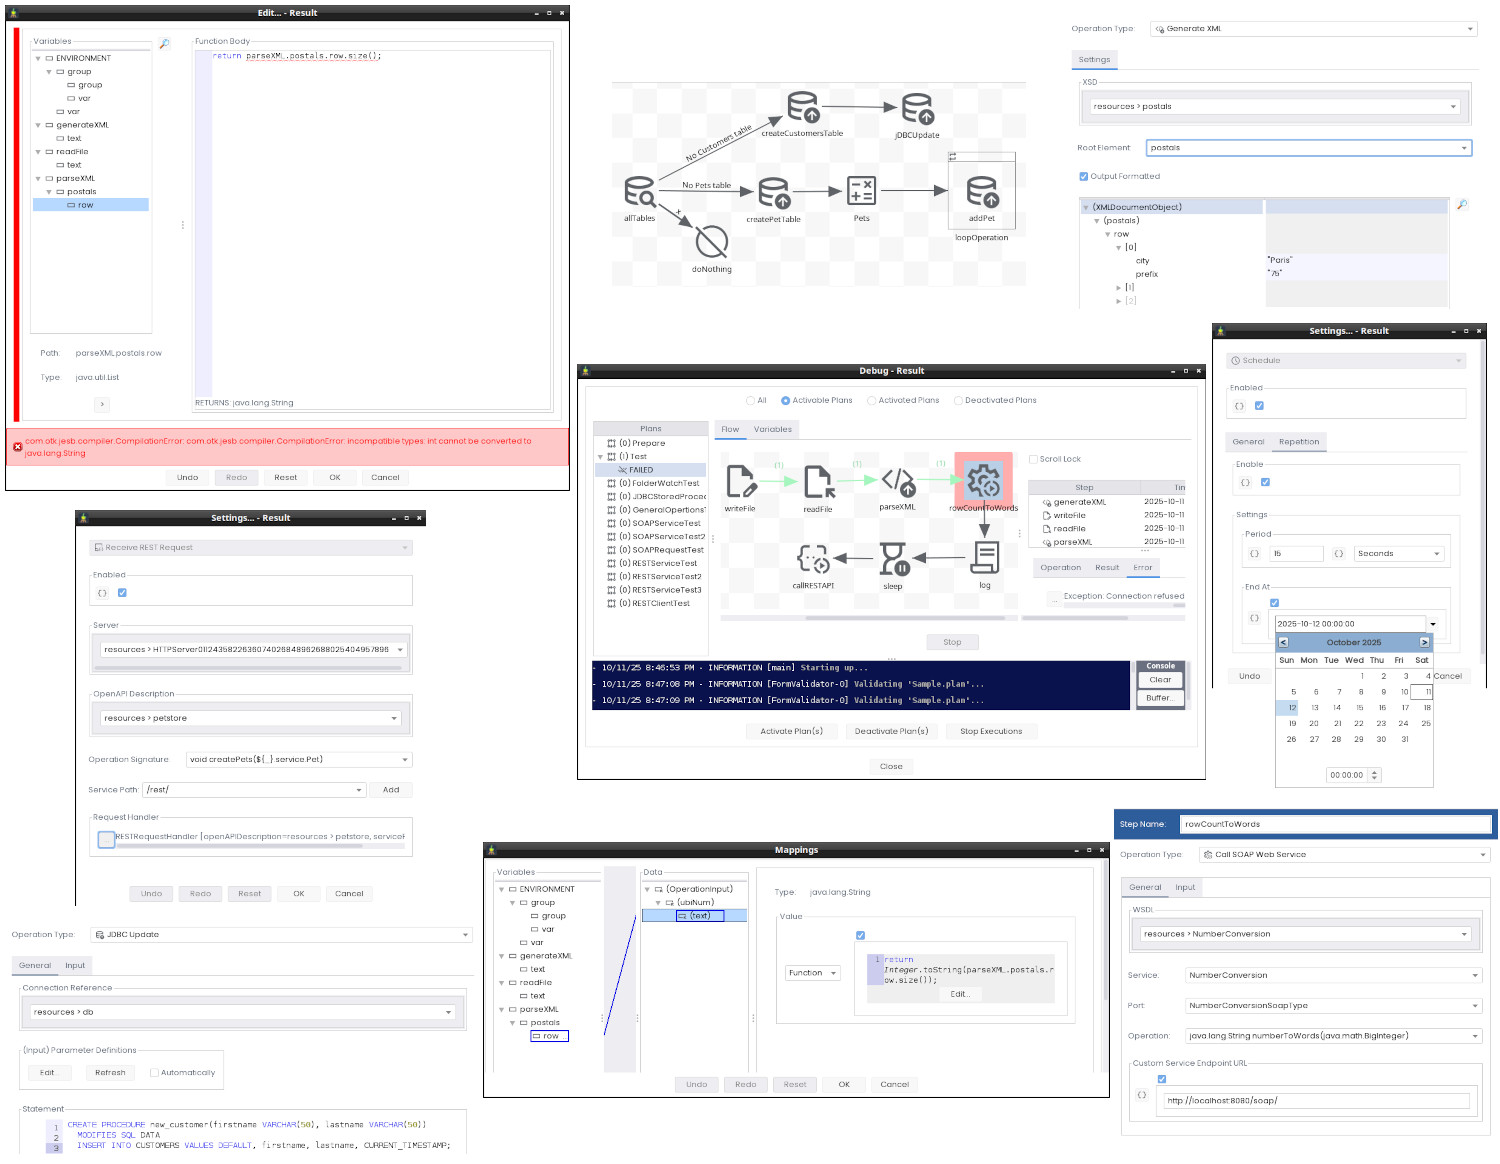 Edit... - Result
Variables
ENVIRONMENT
group
group
var
var
generateXML
text
readFile
text
parseXML
postals
row
Path: parseXML.postals.row
Type java.util.List
>
Function Body
return parseXML.postals.row.size();
RETURNS: java.lang.String
com.otk.jesb.compiler.CompilationError: com.otk.jesb.compiler.CompilationError: incompatible types: int cannot be converted to
java.lang.String
Undo Redo Reset OK Cancel
No Customers table
createCustomersTable
jDBCUpdate
No Pets table
allTables
createPetTable
Pets
addPet
loopOperation
doNothing
Operation Type: Generate XML
Settings
XSD
resources > postals
Root Element: postals
Output Formatted
(XMLDocumentObject)
(postals)
row
[0]
city "Paris"
prefix "75"
[1]
[2]
Settings... - Result
Schedule
Enabled
{}
General Repetition
Enable
{}
Settings
Period
{} 15 {} Seconds
End At
{}
2025-10-12 00:00:00
October 2025
Sun Mon Tue Wed Thu Fri Sat
1 2 3 4
5 6 7 8 9 10 11
12 13 14 15 16 17 18
19 20 21 22 23 24 25
26 27 28 29 30 31
00:00:00
Undo Cancel
Debug - Result
All Activable Plans Activated Plans Deactivated Plans
Plans
(0) Prepare
(1) Test
FAILED
(0) FolderWatchTest
(0) JDBCStoredProced
(0) GeneralOpertions
(0) SOAPServiceTest
(0) SOAPServiceTest2
(0) SOAPRequestTest
(0) RESTServiceTest
(0) RESTServiceTest2
(0) RESTServiceTest3
(0) RESTClientTest
Flow Variables
(1) (1) (1)
writeFile readFile parseXML rowCountToWords
callRESTAPI sleep log
Scroll Lock
Step Tin
generateXML 2025-10-11
writeFile 2025-10-11
readFile 2025-10-11
parseXML 2025-10-11
Operation Result Error
... Exception: Connection refused
Stop
- 10/11/25 8:46:53 PM - INFORMATION [main] Starting up...
- 10/11/25 8:47:08 PM - INFORMATION [FormValidator-0] Validating 'Sample.plan'...
- 10/11/25 8:47:09 PM - INFORMATION [FormValidator-0] Validating 'Sample.plan'...
Console
Clear
Buffer...
Activate Plan(s) Deactivate Plan(s) Stop Executions
Close
Settings... - Result
Receive REST Request
Enabled
{}
Server
resources > HTTPServer01124358226360740268489626880254049578​96
OpenAPI Description
resources > petstore
Operation Signature void createPets(${_}.service.Pet)
Service Path: /rest/ Add
Request Handler
... RESTRequestHandler [openAPIDescription=resources > petstore, serviceF
Undo Redo Reset OK Cancel
Operation Type: JDBC Update
General Input
Connection Reference
resources > db
(Input) Parameter Definitions
Edit... Refresh Automatically
Statement
1 CREATE PROCEDURE new_customer(firstname VARCHAR(50), lastname VARCHAR(50))
2 MODIFIES SQL DATA
3 INSERT INTO CUSTOMERS VALUES DEFAULT, firstname, lastname, CURRENT_TIMESTAMP;
Mappings
Variables
ENVIRONMENT
group
group
var
var
generateXML
text
readFile
text
parseXML
postals
row ...
Data
(OperationInput)
(ubiNum)
(text)
Type: java.lang.String
Value
Function
1 return
Integer.toString(parseXML.postals.r
ow.size());
Edit...
Undo Redo Reset OK Cancel
Step Name: rowCountToWords
Operation Type: Call SOAP Web Service
General Input
WSDL
resources > NumberConversion
Service: NumberConversion
Port: NumberConversionSoapType
Operation: java.lang.String numberToWords(java.math.BigInteger)
Custom Service Endpoint URL
{}
http://localhost:8080/soap/